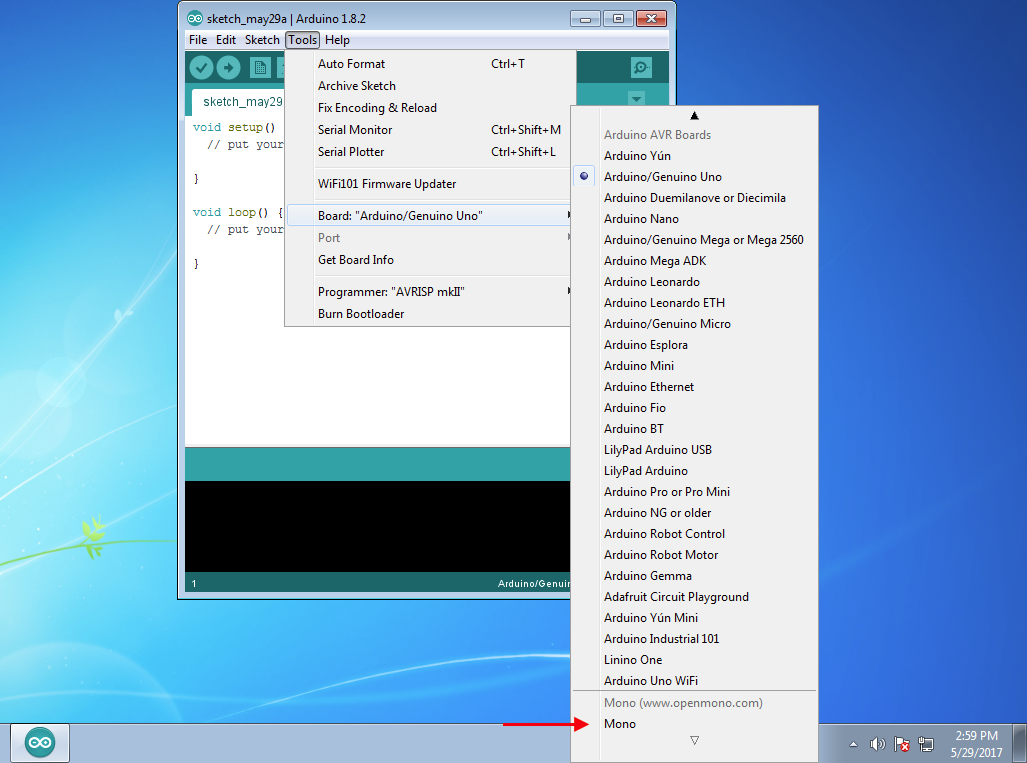 sketch_may29a | Arduino 1.8.2
File Edit Sketch Tools Help
Auto Format Ctrl+T
Archive Sketch
Fix Encoding & Reload
Serial Monitor Ctrl+Shift+M
Serial Plotter Ctrl+Shift+L
WiFi101 Firmware Updater
Board: "Arduino/Genuino Uno"
Port
Get Board Info
Programmer: "AVRISP mkII"
Burn Bootloader
sketch_may29
void setup()
// put your
}
void loop() {
// put your
}
1
Arduino/Genuin
Arduino AVR Boards
Arduino Yún
Arduino/Genuino Uno
Arduino Duemilanove or Diecimila
Arduino Nano
Arduino/Genuino Mega or Mega 2560
Arduino Mega ADK
Arduino Leonardo
Arduino Leonardo ETH
Arduino/Genuino Micro
Arduino Esplora
Arduino Mini
Arduino Ethernet
Arduino Fio
Arduino BT
LilyPad Arduino USB
LilyPad Arduino
Arduino Pro or Pro Mini
Arduino NG or older
Arduino Robot Control
Arduino Robot Motor
Arduino Gemma
Adafruit Circuit Playground
Arduino Yún Mini
Arduino Industrial 101
Linino One
Arduino Uno WiFi
Mono (www.openmono.com)
Mono
2:59 PM
5/29/2017